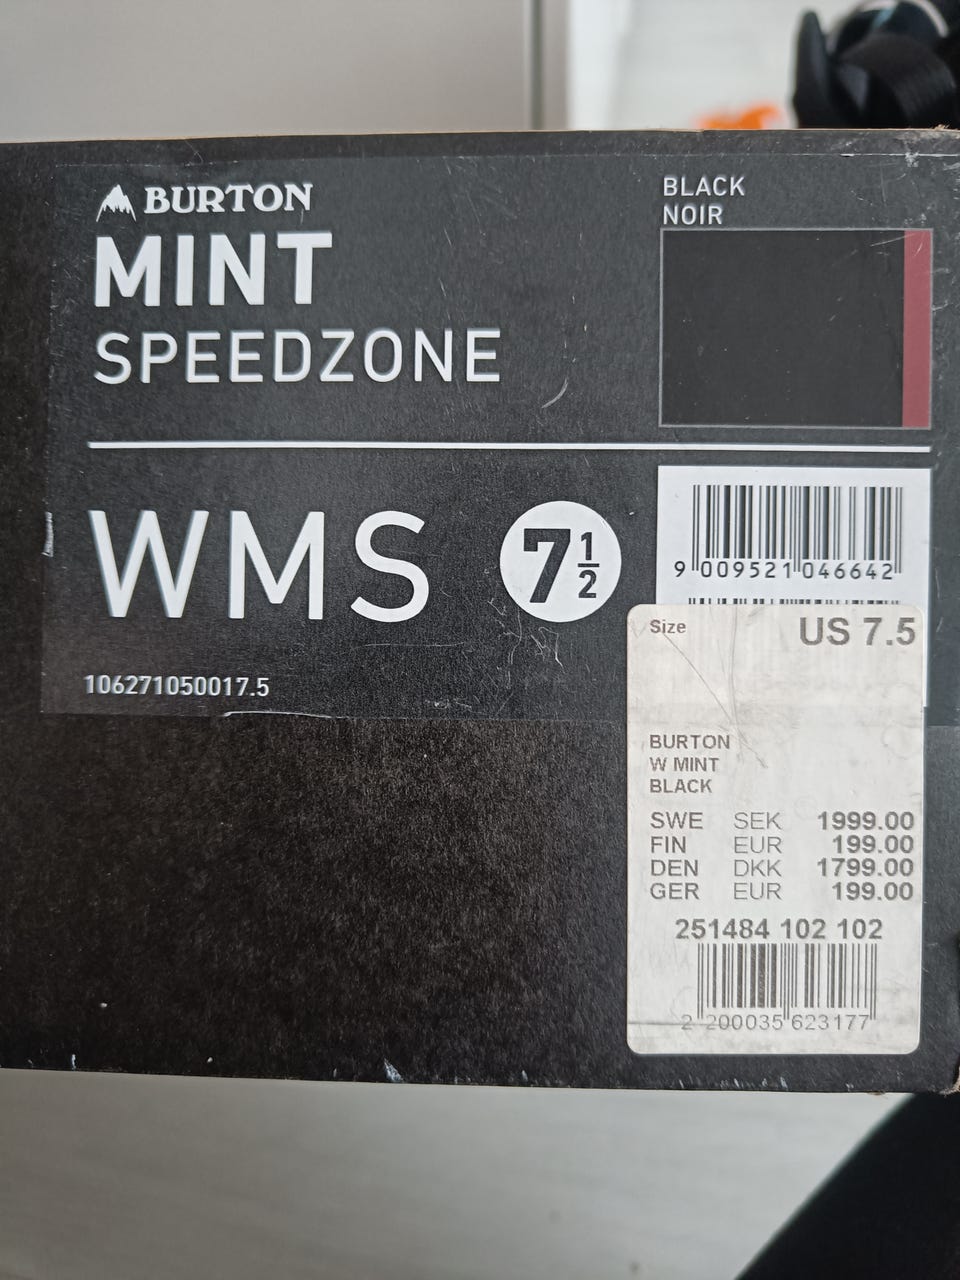 BURTON
MINT
SPEEDZONE
BLACK
NOIR
WMS 7 1/2
106271050017.5
9 009521 046642
Size US 7.5
BURTON
W MINT
BLACK
SWE SEK 1999.00
FIN EUR 199.00
DEN DKK 1799.00
GER EUR 199.00
251484 102 102
2 200035 623177